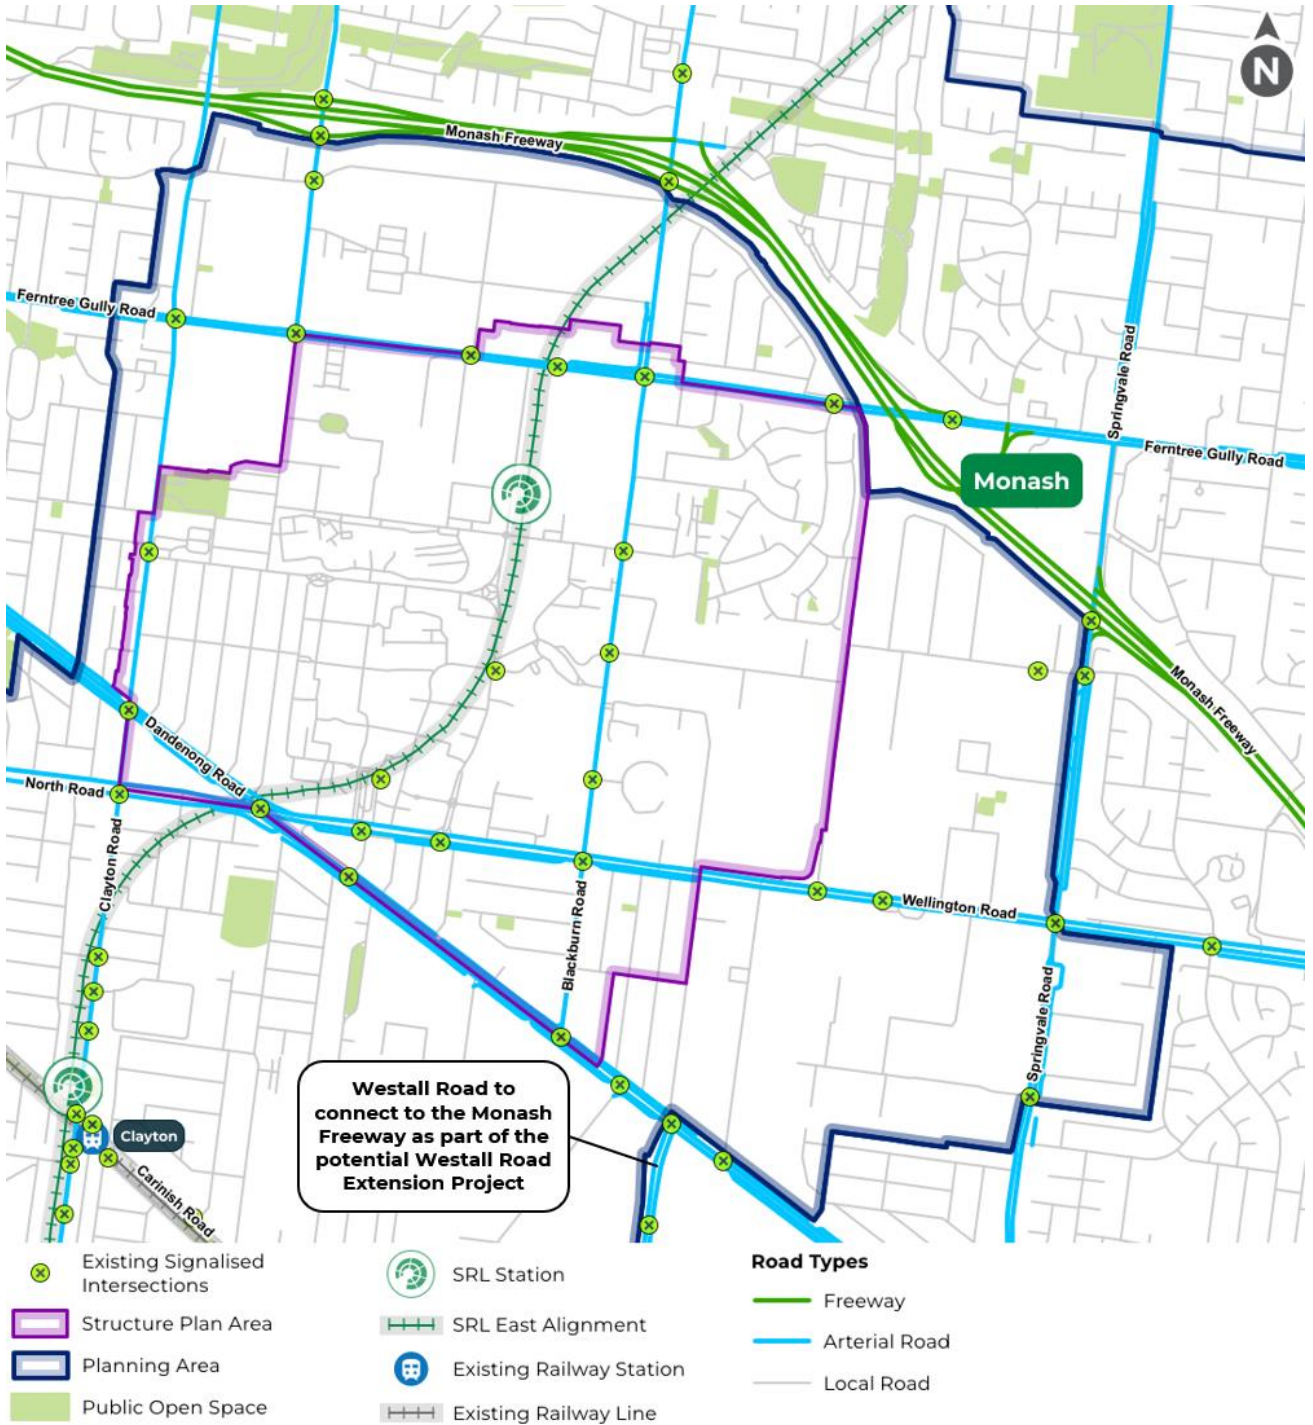 N
Monash Freeway
Ferntree Gully Road
Springvale Road
Ferntree Gully Road
Monash
Monash Freeway
Dandenong Road
North Road
Clayton Road
Blackburn Road
Wellington Road
Springvale Road
Westall Road to
connect to the Monash
Freeway as part of the
potential Westall Road
Extension Project
Clayton
Carinish Road
Existing Signalised
Intersections
Structure Plan Area
Planning Area
Public Open Space
SRL Station
SRL East Alignment
Existing Railway Station
Existing Railway Line
Road Types
Freeway
Arterial Road
Local Road